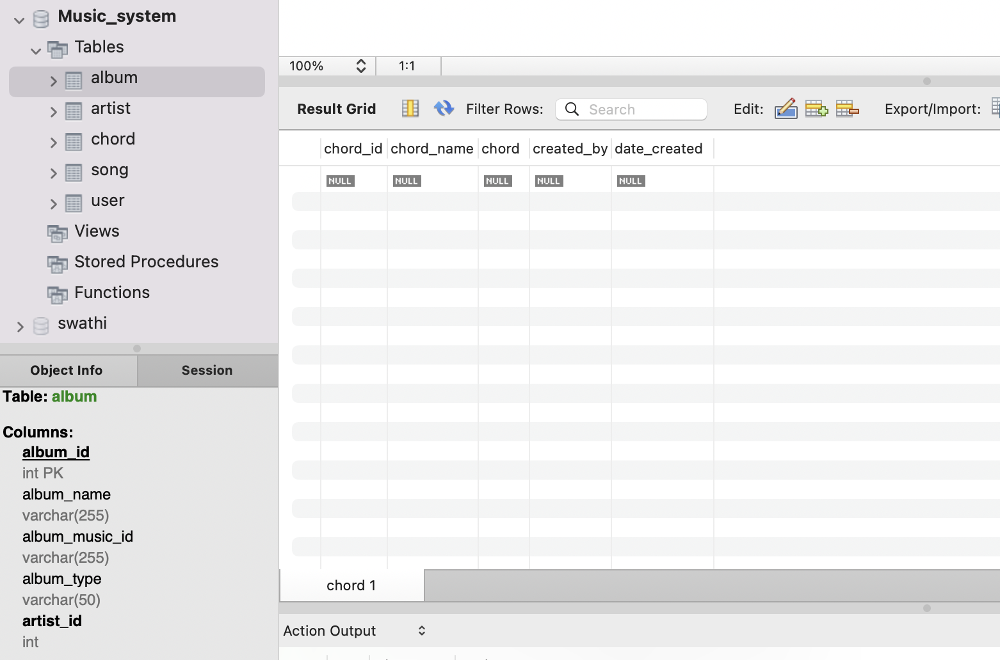 Music_system
Tables
album
artist
chord
song
user
Views
Stored Procedures
Functions
swathi
Object Info Session
Table: album
Columns:
album_id
int PK
album_name
varchar(255)
album_music_id
varchar(255)
album_type
varchar(50)
artist_id
int
100% 1:1
Result Grid Filter Rows: Search Edit: Export/Import:
chord_id chord_name chord created_by date_created
NULL NULL NULL NULL NULL
chord 1
Action Output